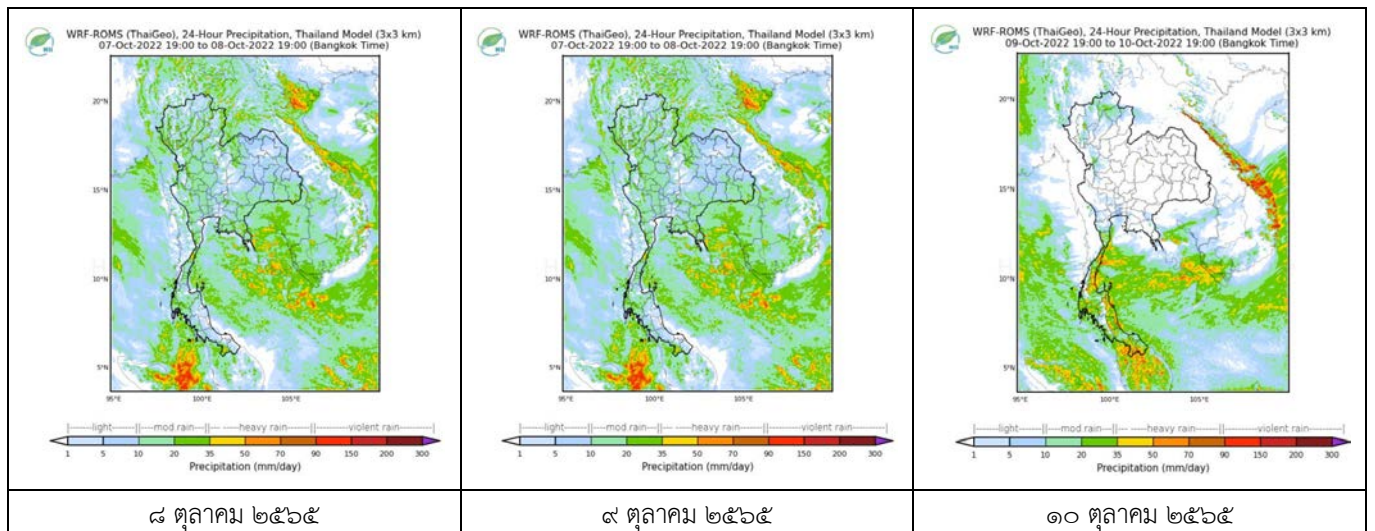 WRF-ROMS (ThaiGeo), 24-Hour Precipitation, Thailand Model (3x3 km)
07-Oct-2022 19:00 to 08-Oct-2022 19:00 (Bangkok Time)
20°N
15°N
10°N
5°N
95°E 100°E 105°E
light mod rain heavy rain violent rain
1 5 10 20 35 50 70 90 150 200 300
Precipitation (mm/day)
๘ ตุลาคม ๒๕๖๕
WRF-ROMS (ThaiGeo), 24-Hour Precipitation, Thailand Model (3x3 km)
07-Oct-2022 19:00 to 08-Oct-2022 19:00 (Bangkok Time)
20°N
15°N
10°N
5°N
95°E 100°E 105°E
light mod rain heavy rain violent rain
1 5 10 20 35 50 70 90 150 200 300
Precipitation (mm/day)
๙ ตุลาคม ๒๕๖๕
WRF-ROMS (ThaiGeo), 24-Hour Precipitation, Thailand Model (3x3 km)
09-Oct-2022 19:00 to 10-Oct-2022 19:00 (Bangkok Time)
20°N
15°N
10°N
5°N
95°E 100°E 105°E
light mod rain heavy rain violent rain
1 5 10 20 35 50 70 90 150 200 300
Precipitation (mm/day)
๑๐ ตุลาคม ๒๕๖๕